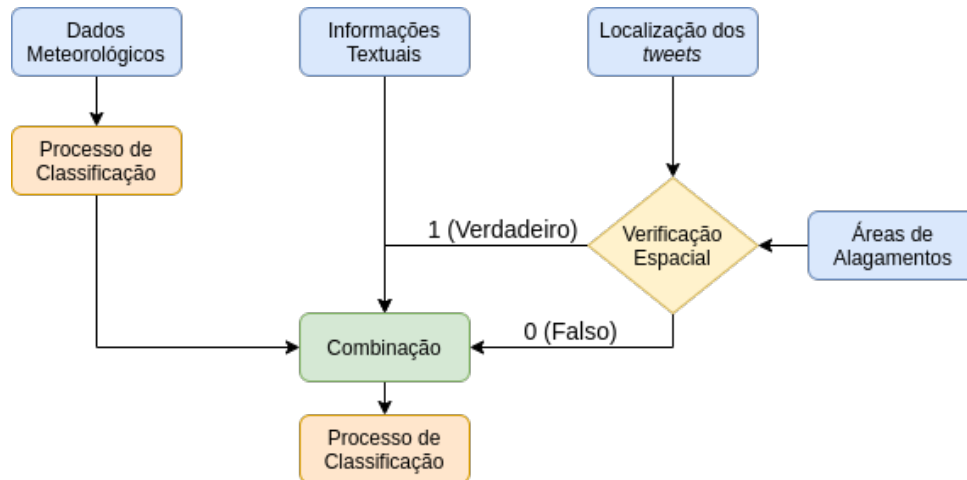 Dados
Meteorológicos
Informações
Textuais
Localização dos
tweets
Processo de
Classificação
1 (Verdadeiro)
Verificação
Espacial
Áreas de
Alagamentos
Combinação
0 (Falso)
Processo de
Classificação